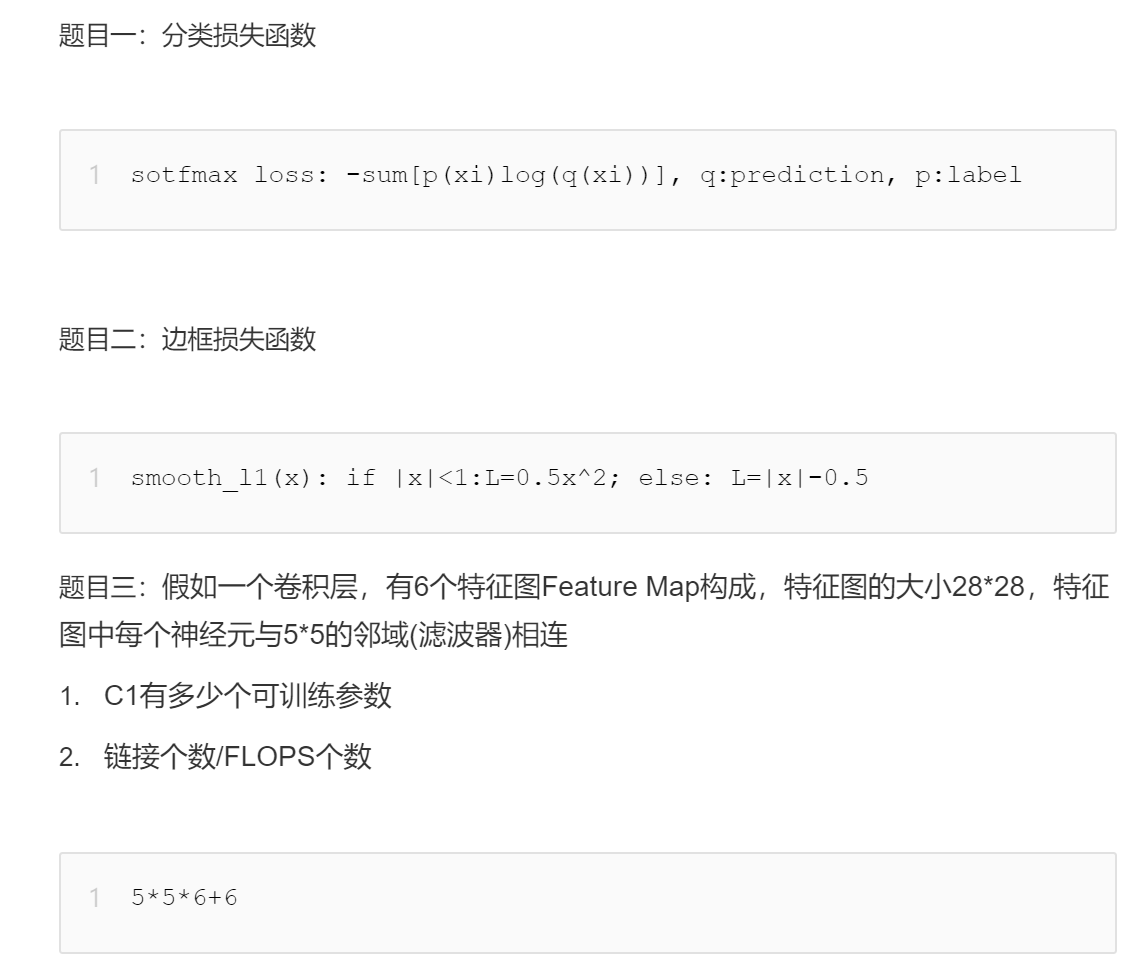 题目一：分类损失函数
1 sotfmax loss: -sum[p(xi)log(q(xi))], q:prediction, p:label
题目二：边框损失函数
1 smooth_l1(x): if |x|<1:L=0.5x^2; else: L=|x|-0.5
题目三：假如一个卷积层，有6个特征图Feature Map构成，特征图的大小28*28，特征
图中每个神经元与5*5的邻域(滤波器)相连
1. C1有多少个可训练参数
2. 链接个数/FLOPS个数
1 5*5*6+6